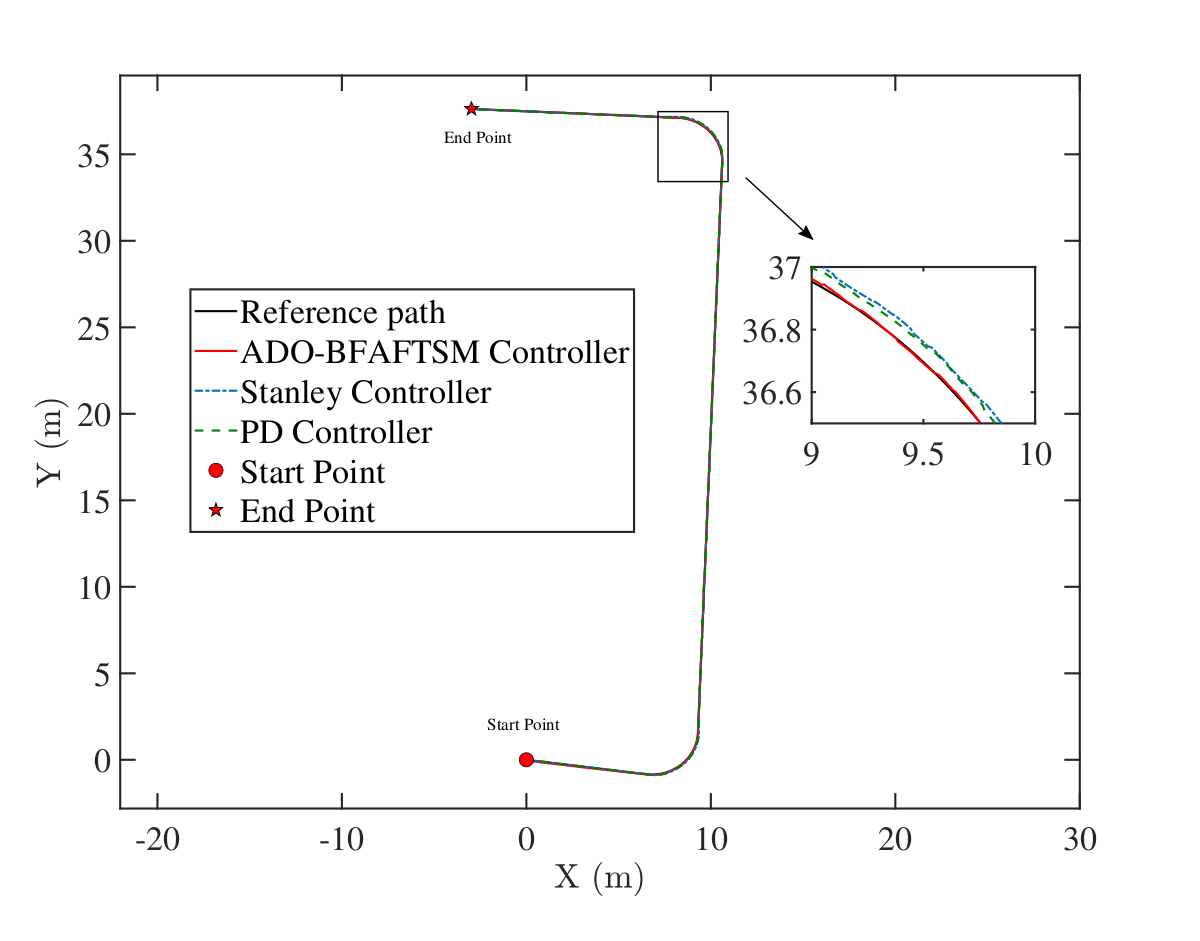 35
30
25
20
15
10
5
0
Y (m)
-20
-10
0
10
20
30
X (m)
End Point
Start Point
Reference path
ADO-BFAFTSM Controller
Stanley Controller
PD Controller
Start Point
End Point
37
36.8
36.6
9
9.5
10